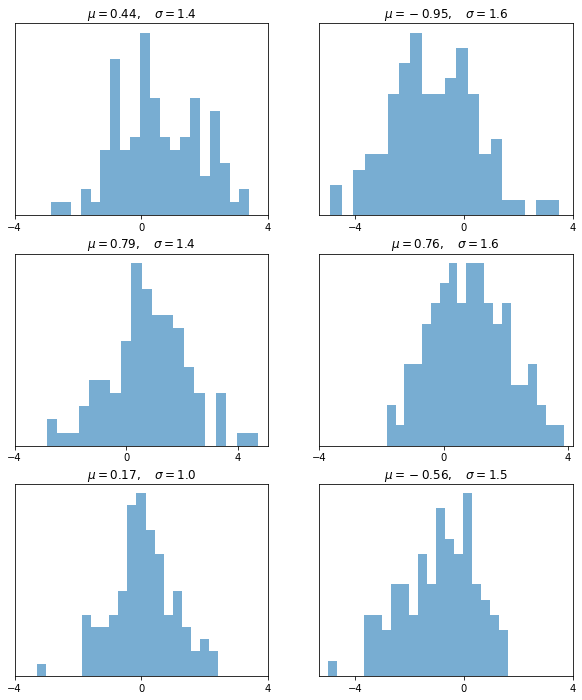 μ = 0.44, σ = 1.4
μ = − 0.95, σ = 1.6
−4 0 4
−4 0 4
μ = 0.79, σ = 1.4
μ = 0.76, σ = 1.6
−4 0 4
−4 0 4
μ = 0.17, σ = 1.0
μ = − 0.56, σ = 1.5
−4 0 4
−4 0 4